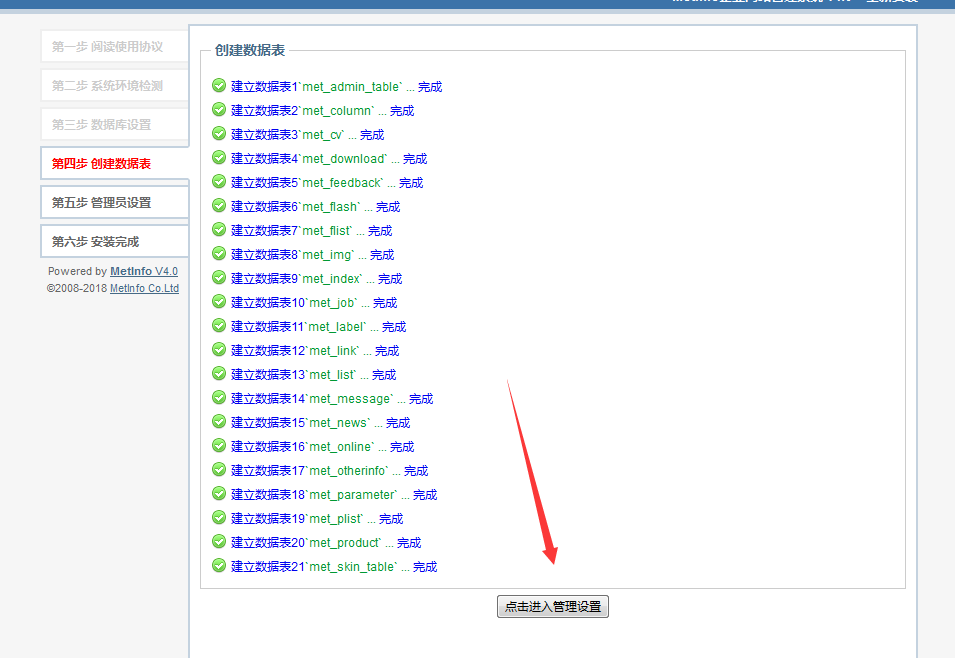 第一步 阅读使用协议
第二步 系统环境检测
第三步 数据库设置
第四步 创建数据表
第五步 管理员设置
第六步 安装完成
Powered by MetInfo V4.0
©2008-2018 MetInfo Co.Ltd
创建数据表
建立数据表1`met_admin_table` ... 完成
建立数据表2`met_column` ... 完成
建立数据表3`met_cv` ... 完成
建立数据表4`met_download` ... 完成
建立数据表5`met_feedback` ... 完成
建立数据表6`met_flash` ... 完成
建立数据表7`met_flist` ... 完成
建立数据表8`met_img` ... 完成
建立数据表9`met_index` ... 完成
建立数据表10`met_job` ... 完成
建立数据表11`met_label` ... 完成
建立数据表12`met_link` ... 完成
建立数据表13`met_list` ... 完成
建立数据表14`met_message` ... 完成
建立数据表15`met_news` ... 完成
建立数据表16`met_online` ... 完成
建立数据表17`met_otherinfo` ... 完成
建立数据表18`met_parameter` ... 完成
建立数据表19`met_plist` ... 完成
建立数据表20`met_product` ... 完成
建立数据表21`met_skin_table` ... 完成
点击进入管理设置